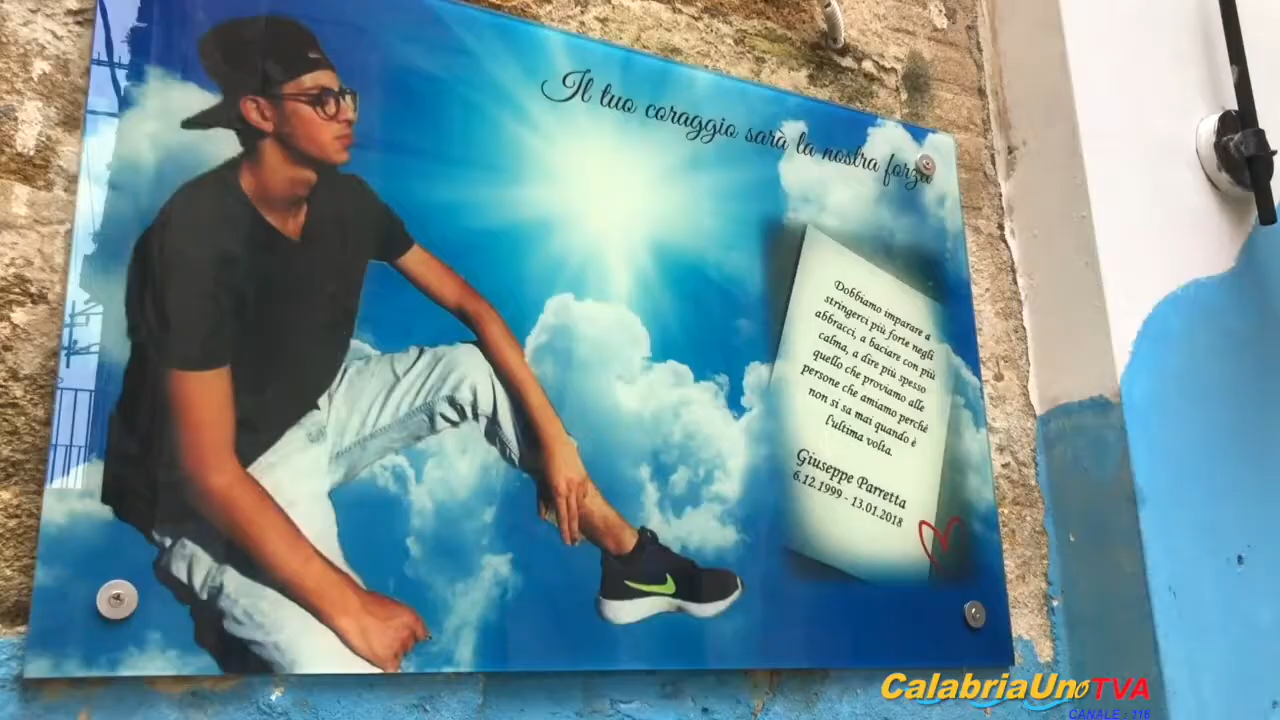 Il tuo coraggio sarà la nostra forza
Dobbiamo imparare a
stringerci più forte negli
abbracci, a baciare con più
calma, a dire più spesso
quello che proviamo alle
persone che amiamo perché
non si sa mai quando è
l'ultima volta.
Giuseppe Parretta
6.12.1999 - 13.01.2018
CalabriaUnoTVA
CANALE : 116